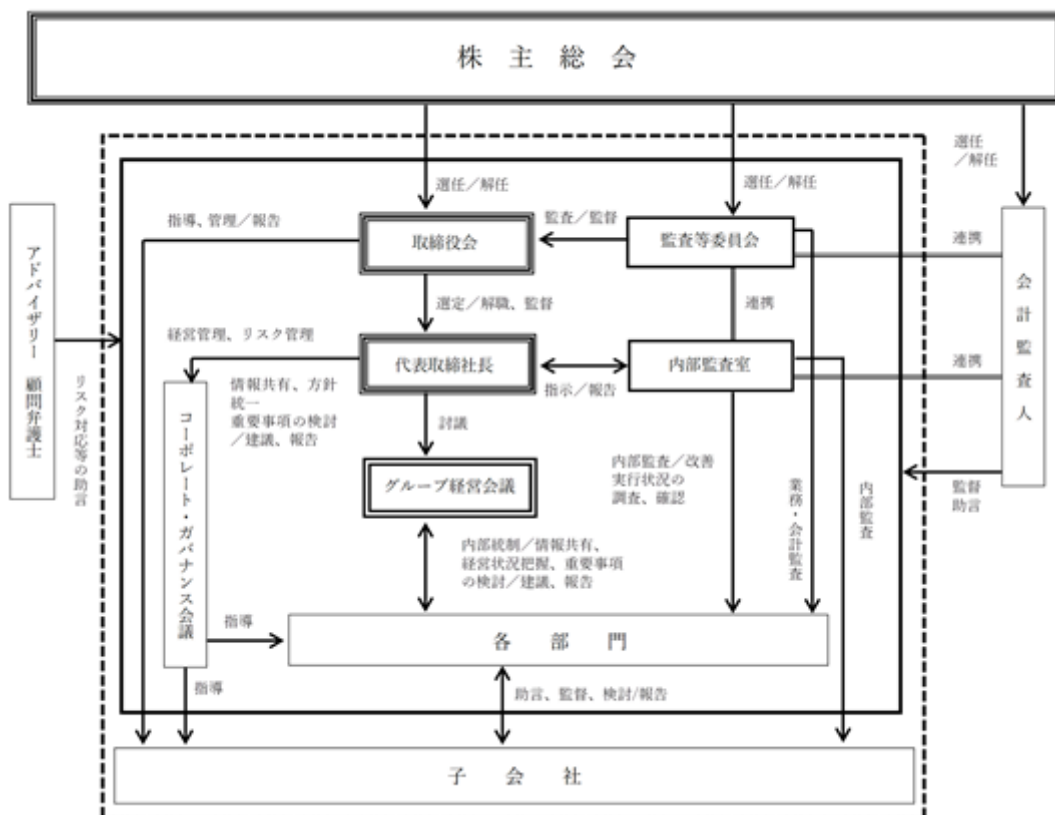 株主総会
選任
／解任
選任／解任
選任／解任
指導、管理／報告
取締役会
監査／監督
監査等委員会
連携
アドバイザリー 顧問弁護士
会計監査人
選定／解職、監督
連携
経営管理、リスク管理
代表取締社長
指示／報告
内部監査室
連携
リスク対応等の助言
情報共有、方針
統一
重要事項の検討
／建議、報告
討議
コーポレート・ガバナンス会議
グループ経営会議
内部監査／改善
実行状況の
調査、確認
業務・会計監査
内部監査
監督
助言
内部統制／情報共有、
経営状況把握、重要事項
の検討／建議、報告
指導
各部門
指導
助言、監督、検討/報告
子会社